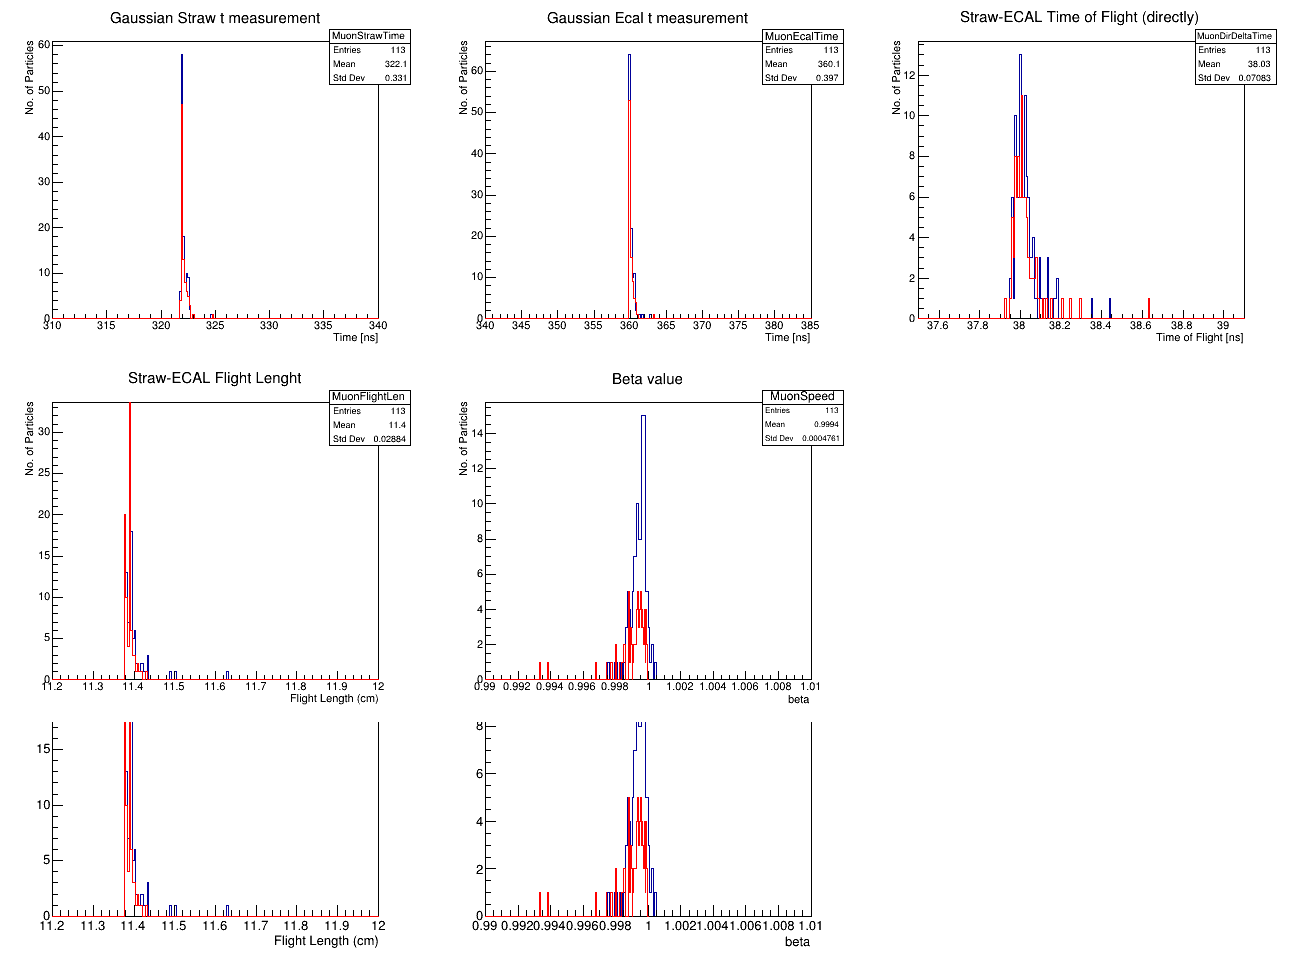 Gaussian Straw t measurement
No. of Particles
MuonStrawTime
Entries 113
Mean 322.1
Std Dev 0.331
60
50
40
30
20
10
0
310 315 320 325 330 335 340
Time [ns]
Gaussian Ecal t measurement
No. of Particles
MuonEcalTime
Entries 113
Mean 360.1
Std Dev 0.397
60
50
40
30
20
10
0
340 345 350 355 360 365 370 375 380 385
Time [ns]
Straw-ECAL Time of Flight (directly)
No. of Particles
MuonDirDeltaTime
Entries 113
Mean 38.03
Std Dev 0.07083
12
10
8
6
4
2
0
37.6 37.8 38 38.2 38.4 38.6 38.8 39
Time of Flight [ns]
Straw-ECAL Flight Lenght
No. of Particles
MuonFlightLen
Entries 113
Mean 11.4
Std Dev 0.02884
30
25
20
15
10
5
0
11.2 11.3 11.4 11.5 11.6 11.7 11.8 11.9 12
Flight Length (cm)
Beta value
No. of Particles
MuonSpeed
Entries 113
Mean 0.9994
Std Dev 0.0004761
14
12
10
8
6
4
2
0
0.99 0.992 0.994 0.996 0.998 1 1.002 1.004 1.006 1.008 1.01
beta
15
10
5
0
11.2 11.3 11.4 11.5 11.6 11.7 11.8 11.9 12
Flight Length (cm)
8
6
4
2
0
0.99 0.992 0.994 0.996 0.998 1 1.002 1.004 1.006 1.008 1.01
beta